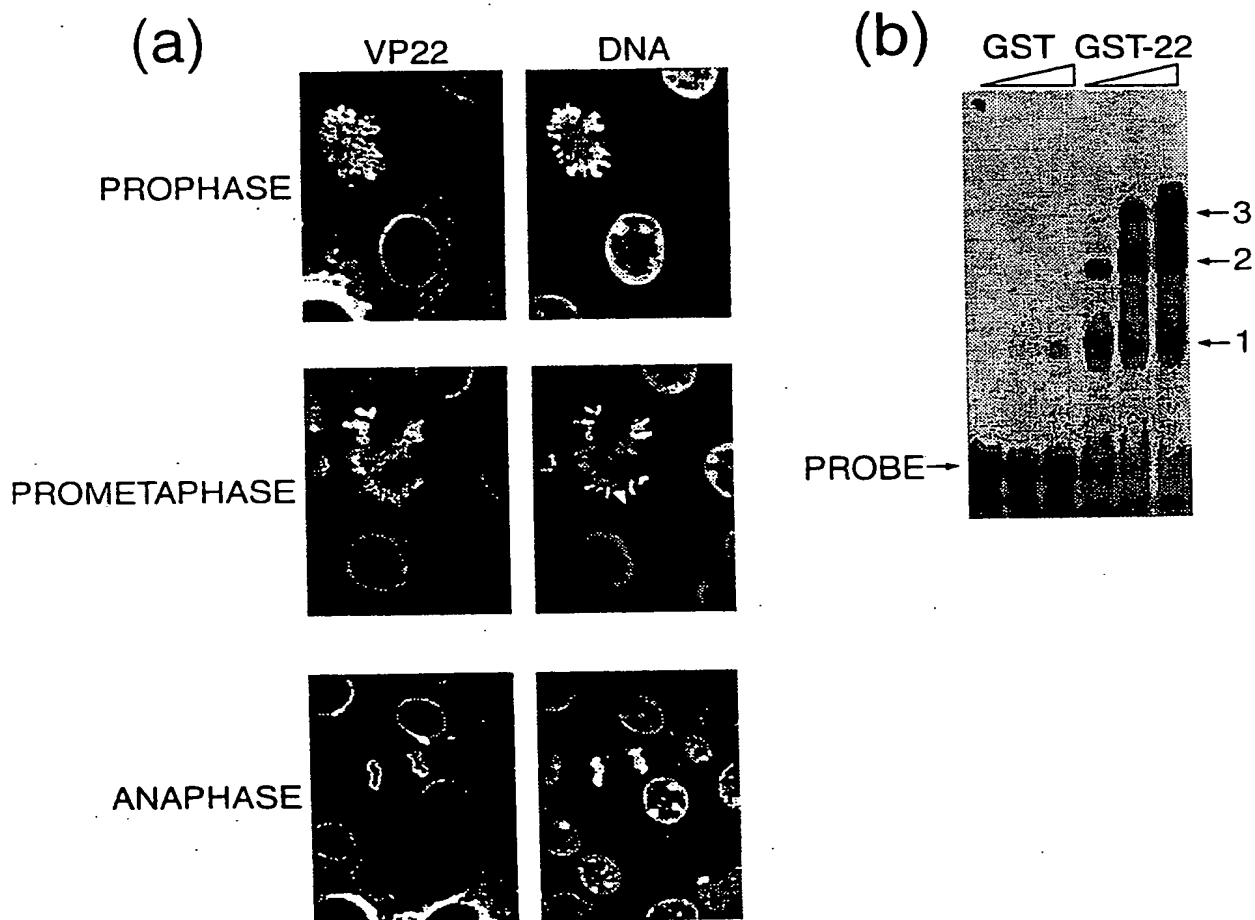 (a)
VP22 DNA
PROPHASE
PROMETAPHASE
ANAPHASE
(b)
GST GST-22
3
2
1
PROBE